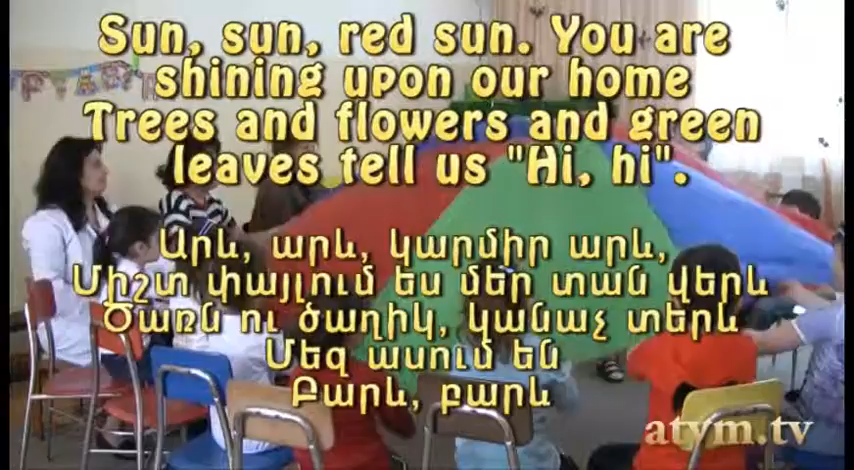 Sun, sun, red sun. You are
shining upon our home
Trees and flowers and green
leaves tell us "Hi, hi".
Արև, արև, կարմիր արև,
Միշտ փայլում ես մեր տան վերև
Ծառն ու ծաղիկ, կանաչ տերև
Մեզ ասում են
Բարև, բարև
atym.tv